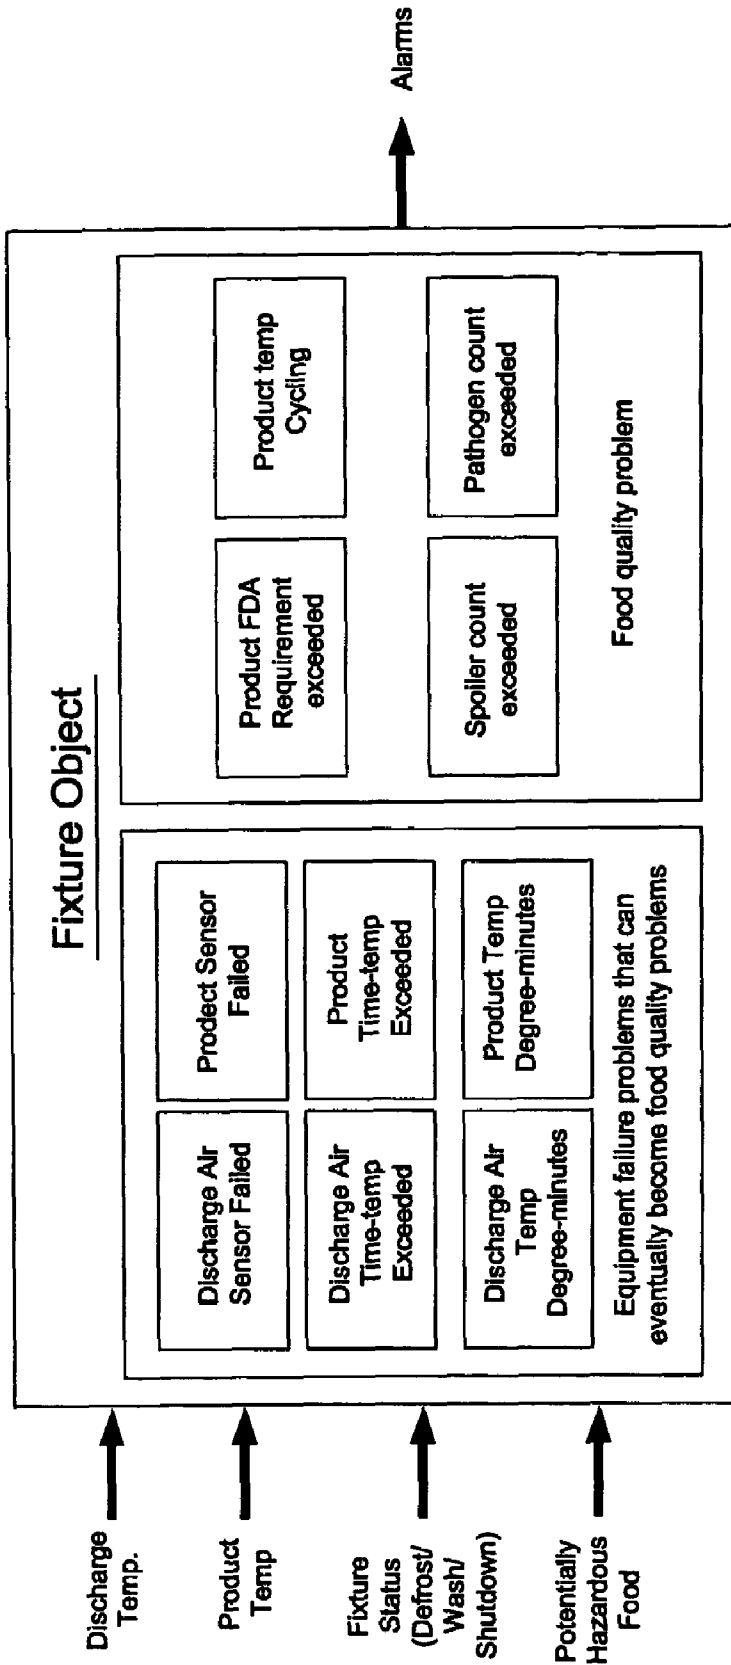 Fixture Object
Discharge
Temp.
Product
Temp
Fixture
Status
(Defrost/
Wash/
Shutdown)
Potentially
Hazardous
Food
Discharge Air
Sensor Failed
Prodect Sensor
Failed
Discharge Air
Time-temp
Exceeded
Product
Time-temp
Exceeded
Discharge Air
Temp
Degree-minutes
Product Temp
Degree-minutes
Equipment failure problems that can
eventually become food quality problems
Product FDA
Requirement
exceeded
Product temp
Cycling
Spoiler count
exceeded
Pathogen count
exceeded
Food quality problem
Alarms